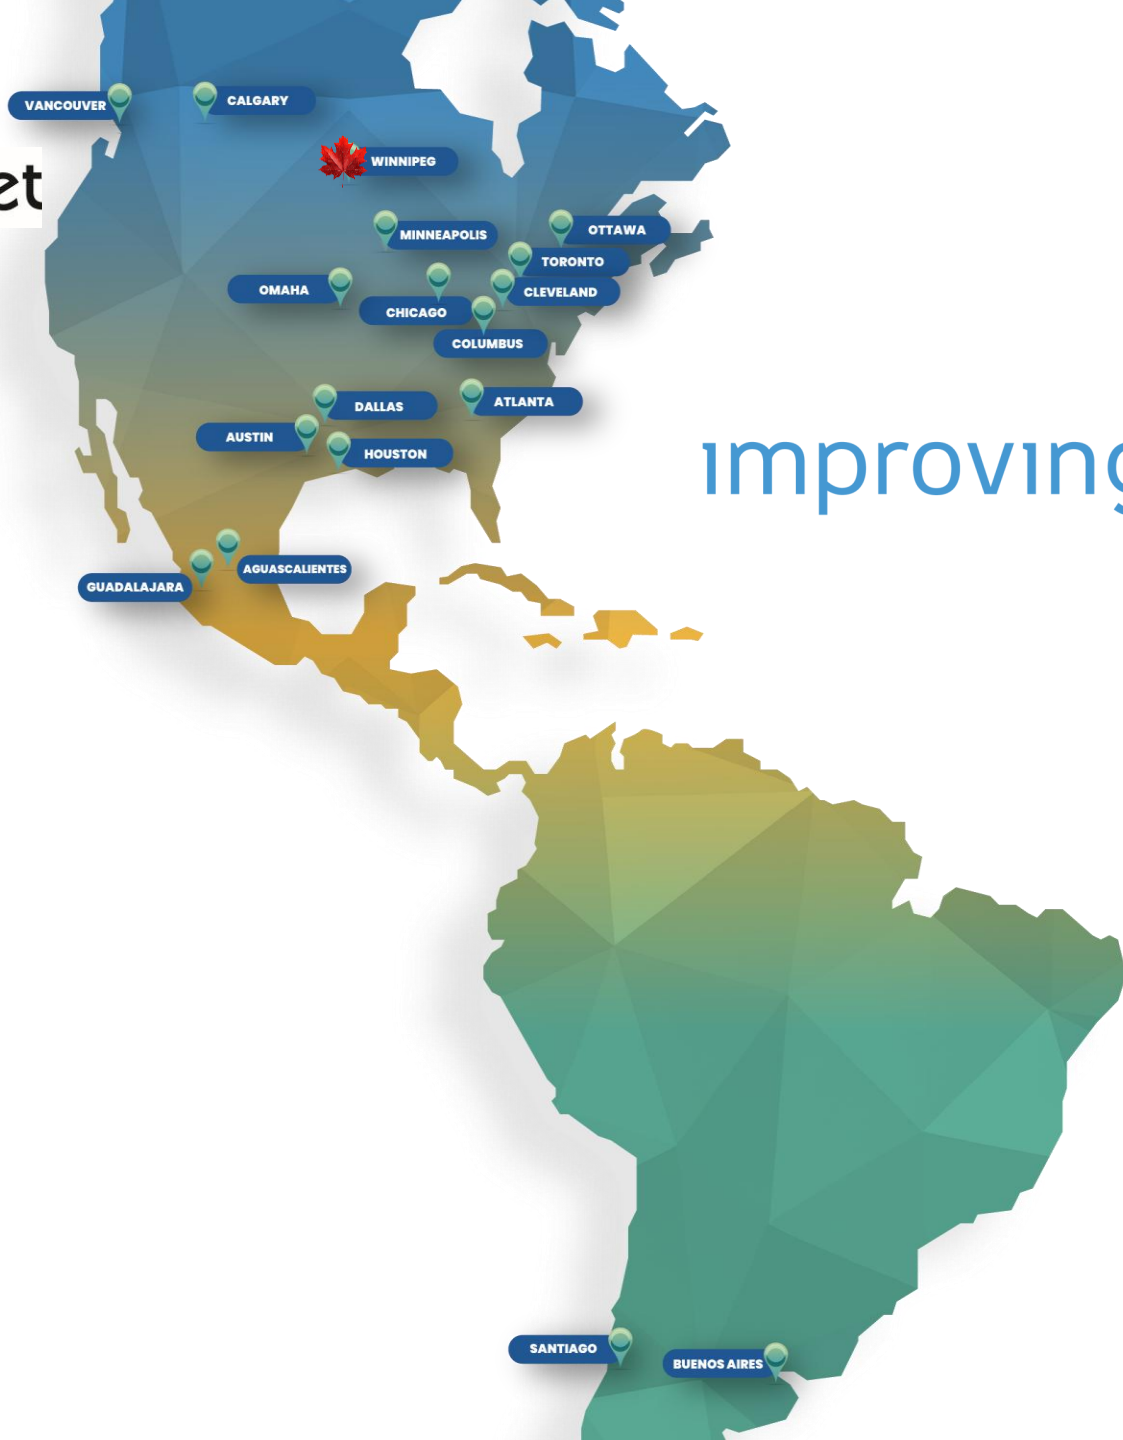 VANCOUVER
CALGARY
et
WINNIPEG
MINNEAPOLIS
OTTAWA
TORONTO
OMAHA
CLEVELAND
CHICAGO
COLUMBUS
DALLAS
ATLANTA
AUSTIN
HOUSTON
improving
AGUASCALIENTES
GUADALAJARA
SANTIAGO
BUENOS AIRES